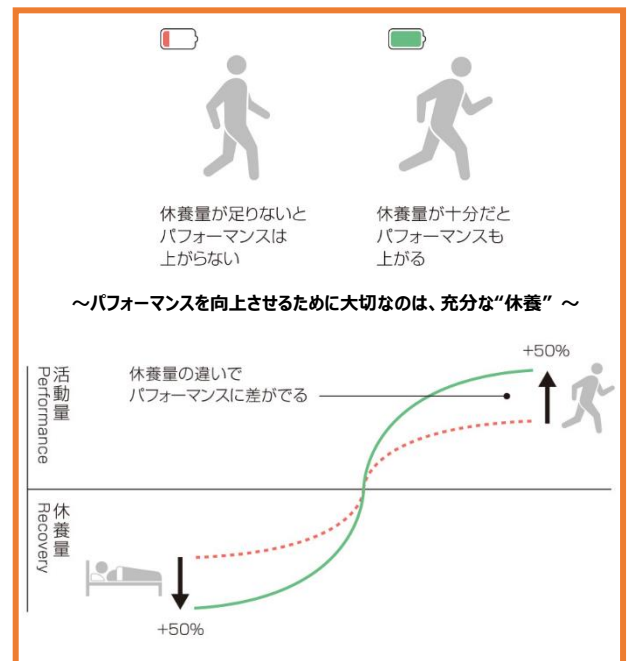 休養量が足りないと
パフォーマンスは
上がらない
休養量が十分だと
パフォーマンスも
上がる
～パフォーマンスを向上させるために大切なのは、充分な“休養” ～
+50%
活動量
Performance
休養量の違いで
パフォーマンスに差がでる
休養量
Recovery
+50%